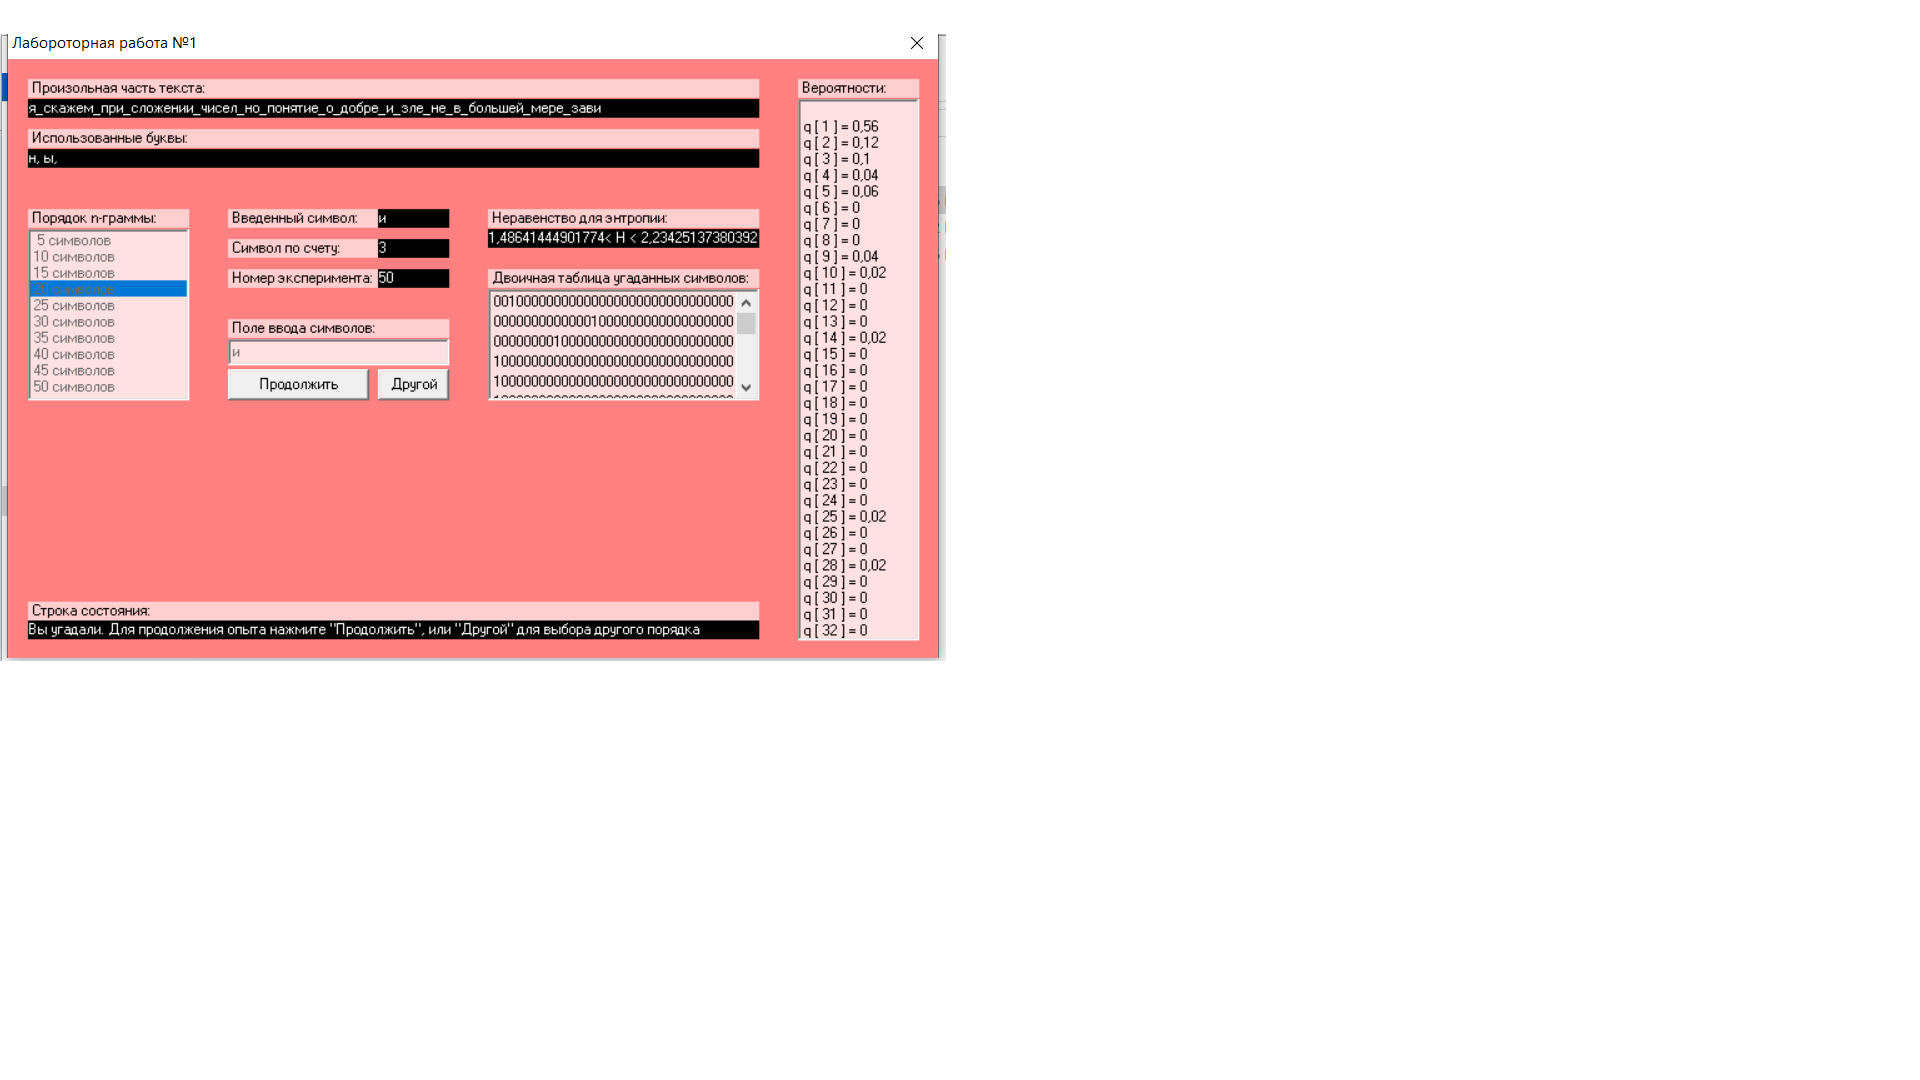 Лабороторная работа №1
Произольная часть текста:
я_скажем_при_сложении_чисел_но_понятие_о_добре_и_зле_не_в_большей_мере_зави
Использованные буквы:
н, ы,
Порядок n-граммы:
5 символов
10 символов
15 символов
20 символов
25 символов
30 символов
35 символов
40 символов
45 символов
50 символов
Введенный символ: и
Символ по счету: 3
Номер эксперимента: 50
Поле ввода символов:
и
Продолжить Другой
Неравенство для энтропии:
1,48641444901774< H < 2,23425137380392
Двоичная таблица угаданных символов:
00100000000000000000000000000000
00000000000001000000000000000000
00000000100000000000000000000000
10000000000000000000000000000000
10000000000000000000000000000000
Вероятности:
q [ 1 ] = 0,56
q [ 2 ] = 0,12
q [ 3 ] = 0,1
q [ 4 ] = 0,04
q [ 5 ] = 0,06
q [ 6 ] = 0
q [ 7 ] = 0
q [ 8 ] = 0
q [ 9 ] = 0,04
q [ 10 ] = 0,02
q [ 11 ] = 0
q [ 12 ] = 0
q [ 13 ] = 0
q [ 14 ] = 0,02
q [ 15 ] = 0
q [ 16 ] = 0
q [ 17 ] = 0
q [ 18 ] = 0
q [ 19 ] = 0
q [ 20 ] = 0
q [ 21 ] = 0
q [ 22 ] = 0
q [ 23 ] = 0
q [ 24 ] = 0
q [ 25 ] = 0,02
q [ 26 ] = 0
q [ 27 ] = 0
q [ 28 ] = 0,02
q [ 29 ] = 0
q [ 30 ] = 0
q [ 31 ] = 0
q [ 32 ] = 0
Строка состояния:
Вы угадали. Для продолжения опыта нажмите "Продолжить", или "Другой" для выбора другого порядка